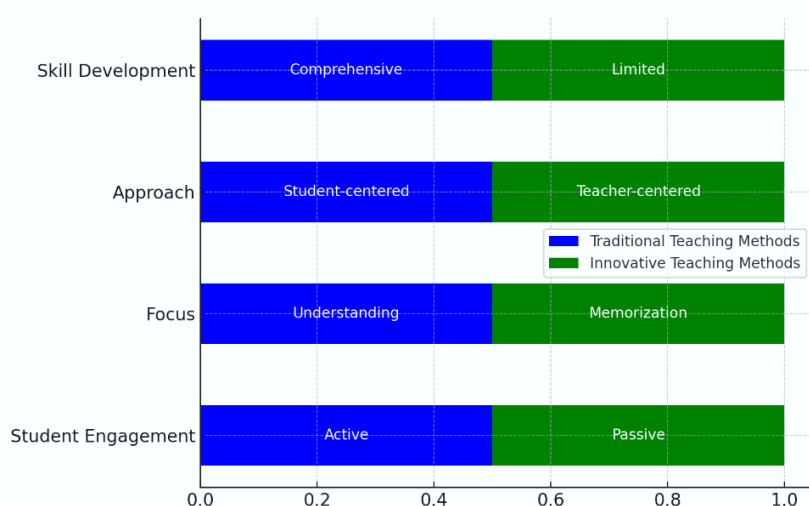 Skill Development
Comprehensive
Limited
Approach
Student-centered
Teacher-centered
Traditional Teaching Methods
Innovative Teaching Methods
Focus
Understanding
Memorization
Student Engagement
Active
Passive
0.0 0.2 0.4 0.6 0.8 1.0